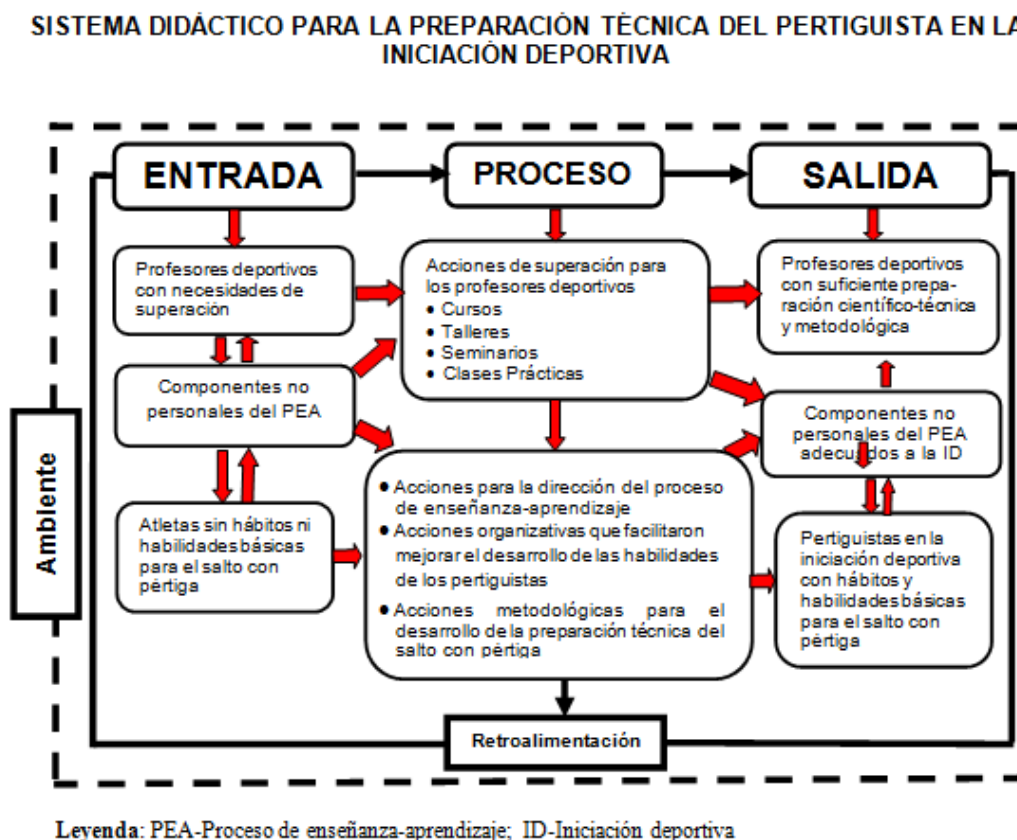 SISTEMA DIDÁCTICO PARA LA PREPARACIÓN TÉCNICA DEL PERTIGUISTA EN LA
INICIACIÓN DEPORTIVA
ENTRADA
PROCESO
SALIDA
Profesores deportivos
con necesidades de
superación
Acciones de superación para
los profesores deportivos
• Cursos
• Talleres
• Seminarios
• Clases Prácticas
Profesores deportivos
con suficiente prepara-
ción científico-técnica
y metodológica
Componentes no
personales del PEA
Componentes no
personales del PEA
adecuados a la ID
Ambiente
Atletas sin hábitos ni
habilidades básicas
para el salto con
pértiga
• Acciones para la dirección del proceso
de enseñanza-aprendizaje
• Acciones organizativas que facilitaron
mejorar el desarrollo de las habilidades
de los pertiguistas
• Acciones metodológicas para el
desarrollo de la preparación técnica del
salto con pértiga
Pertiguistas en la
iniciación deportiva
con hábitos y
habilidades básicas
para el salto con
pértiga
Retroalimentación
Leyenda: PEA-Proceso de enseñanza-aprendizaje; ID-Iniciación deportiva